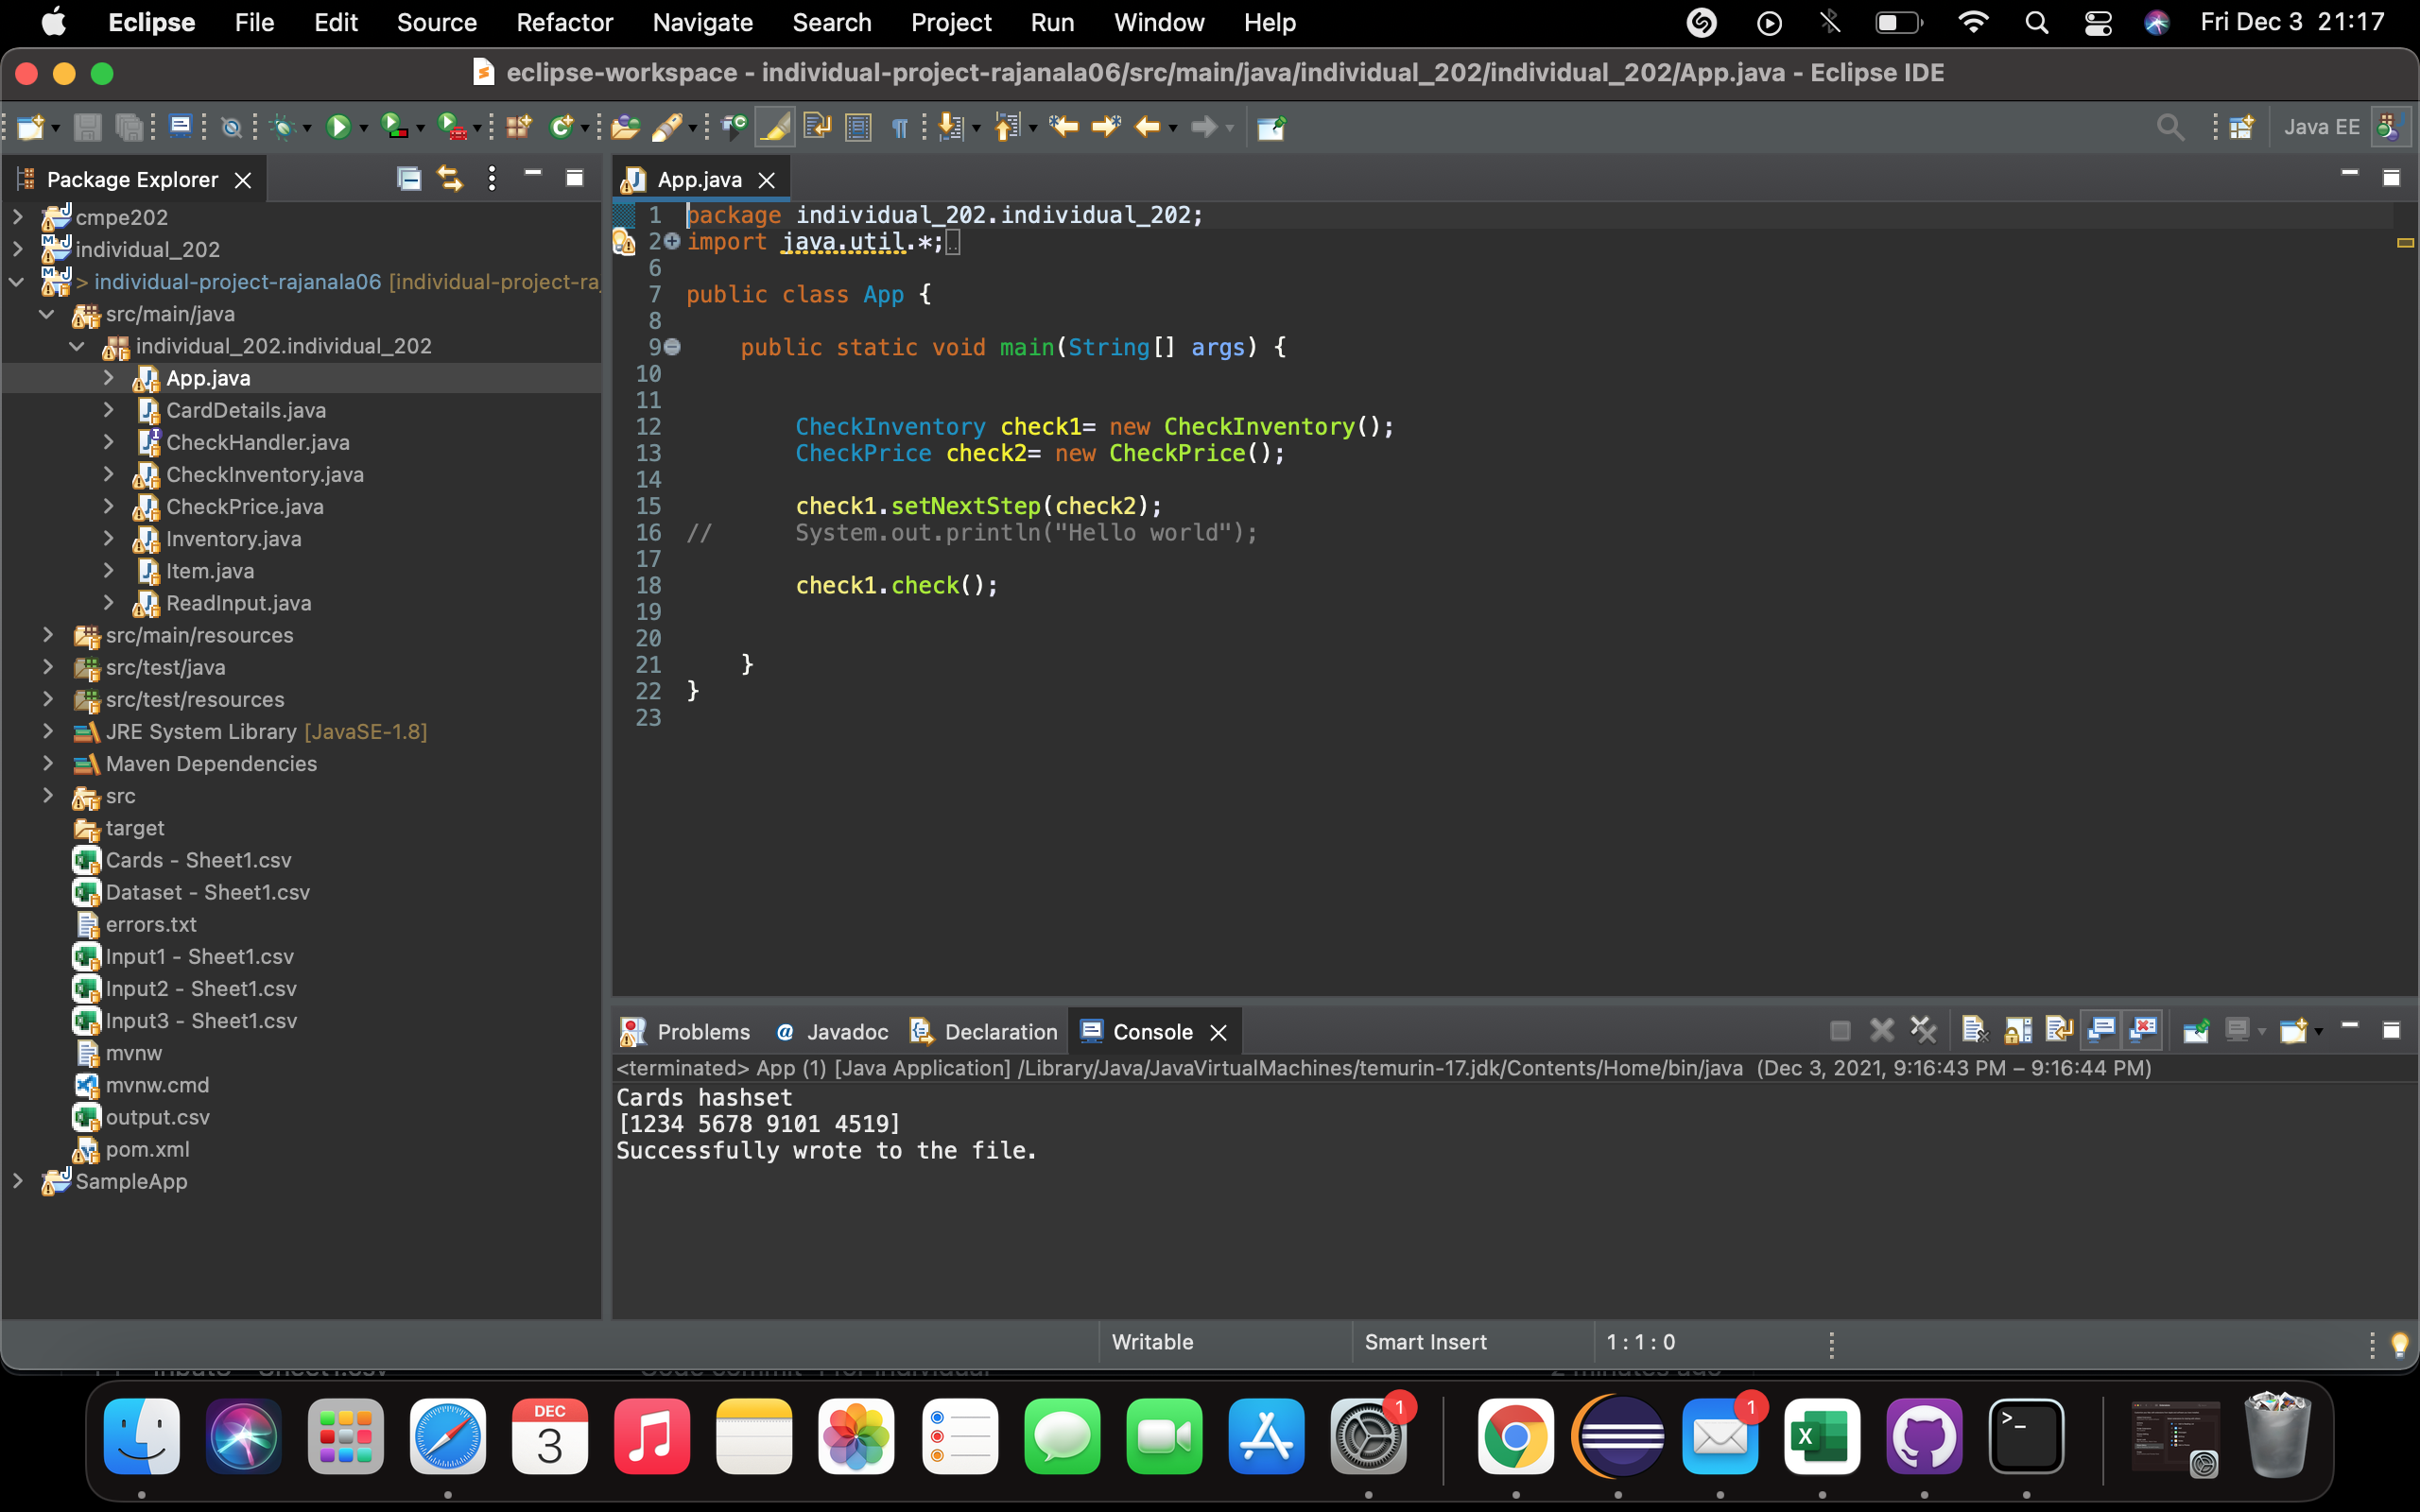 Eclipse File Edit Source Refactor Navigate Search Project Run Window Help Fri Dec 3 21:17
eclipse-workspace - individual-project-rajanala06/src/main/java/individual_202/individual_202/App.java - Eclipse IDE
Java EE
Package Explorer
cmpe202
individual_202
> individual-project-rajanala06 [individual-project-ra
src/main/java
individual_202.individual_202
App.java
CardDetails.java
CheckHandler.java
CheckInventory.java
CheckPrice.java
Inventory.java
Item.java
ReadInput.java
src/main/resources
src/test/java
src/test/resources
JRE System Library [JavaSE-1.8]
Maven Dependencies
src
target
Cards - Sheet1.csv
Dataset - Sheet1.csv
errors.txt
Input1 - Sheet1.csv
Input2 - Sheet1.csv
Input3 - Sheet1.csv
mvnw
mvnw.cmd
output.csv
pom.xml
SampleApp
App.java
1 package individual_202.individual_202;
2 import java.util.*;
6
7 public class App {
8
9 public static void main(String[] args) {
10
11
12 CheckInventory check1= new CheckInventory();
13 CheckPrice check2= new CheckPrice();
14
15 check1.setNextStep(check2);
16 // System.out.println("Hello world");
17
18 check1.check();
19
20
21 }
22 }
23
Problems @ Javadoc Declaration Console
<terminated> App (1) [Java Application] /Library/Java/JavaVirtualMachines/temurin-17.jdk/Contents/Home/bin/java (Dec 3, 2021, 9:16:43 PM – 9:16:44 PM)
Cards hashset
[1234 5678 9101 4519]
Successfully wrote to the file.
Writable Smart Insert 1 : 1 : 0
DEC
3
1
1
X
>_